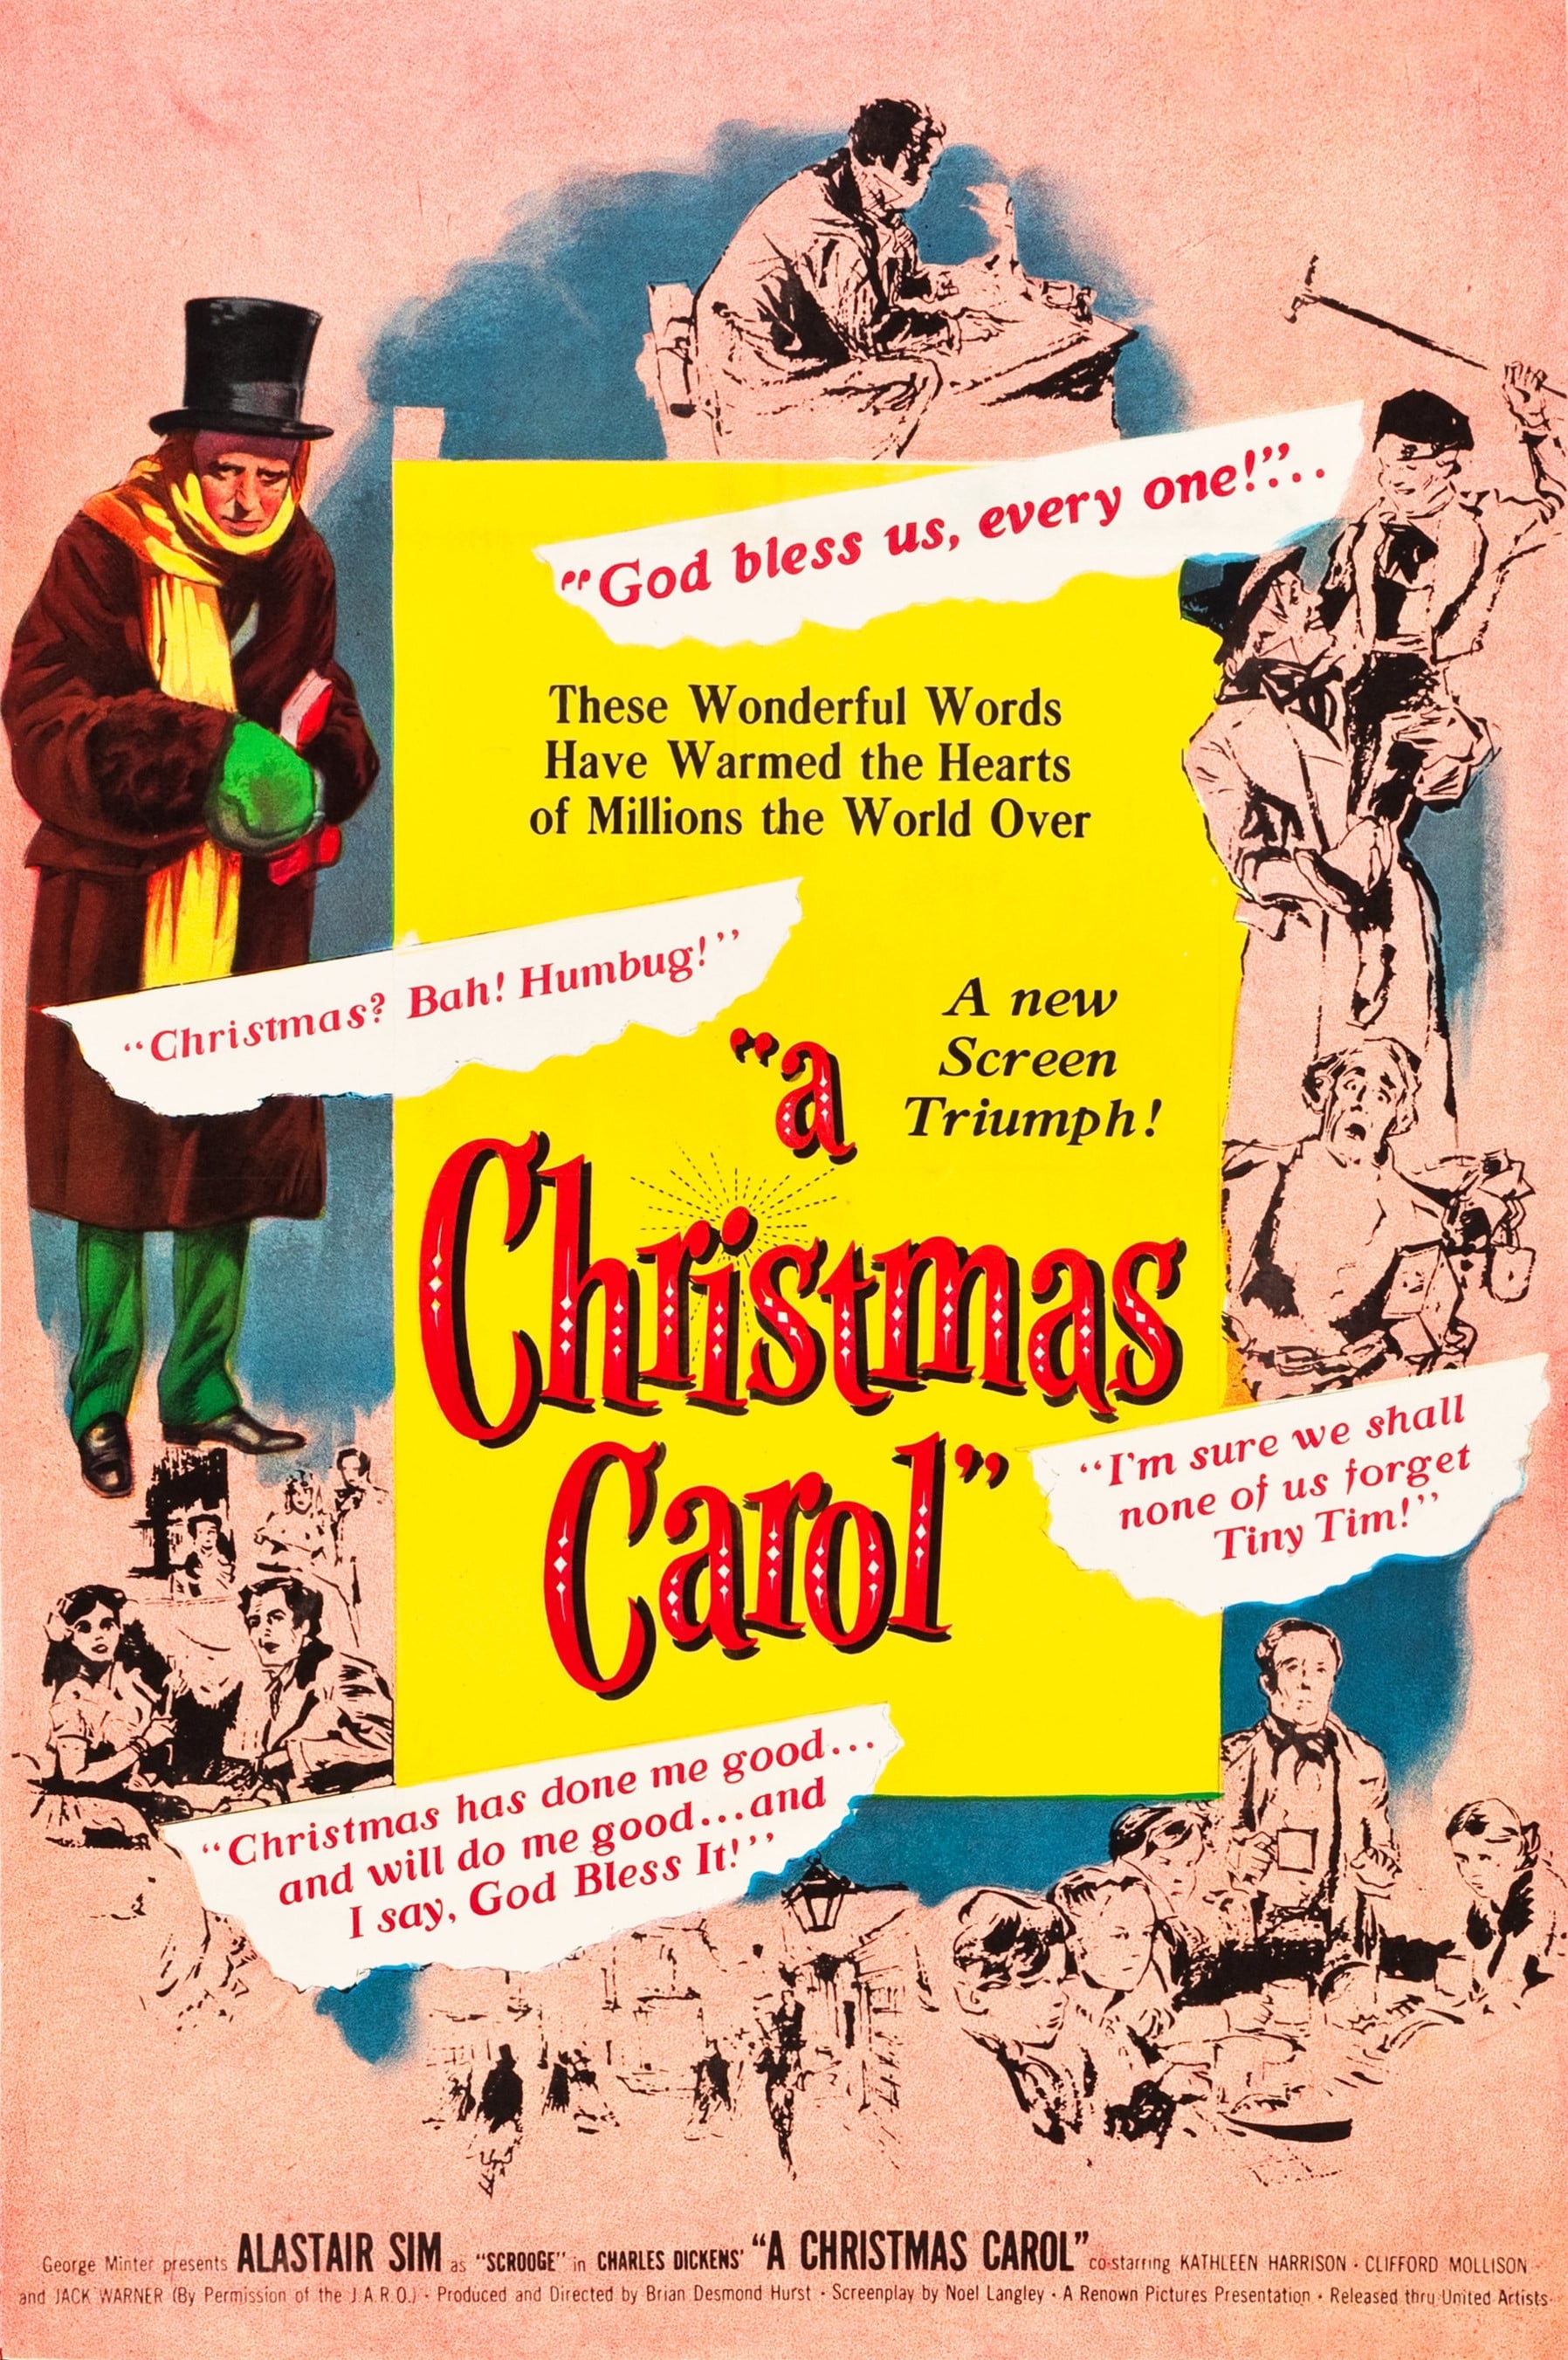 "God bless us, every one!"...
These Wonderful Words
Have Warmed the Hearts
of Millions the World Over
"Christmas? Bah! Humbug!"
A new
Screen
Triumph!
"a
Christmas
Carol"
"I'm sure we shall
none of us forget
Tiny Tim!"
"Christmas has done me good...
and will do me good...and
I say, God Bless It!"
George Minter presents ALASTAIR SIM as "SCROOGE" in CHARLES DICKENS' "A CHRISTMAS CAROL" co-starring KATHLEEN HARRISON · CLIFFORD MOLLISON
and JACK WARNER (By Permission of the J.A.R.O.) · Produced and Directed by Brian Desmond Hurst · Screenplay by Noel Langley · A Renown Pictures Presentation · Released thru United Artists